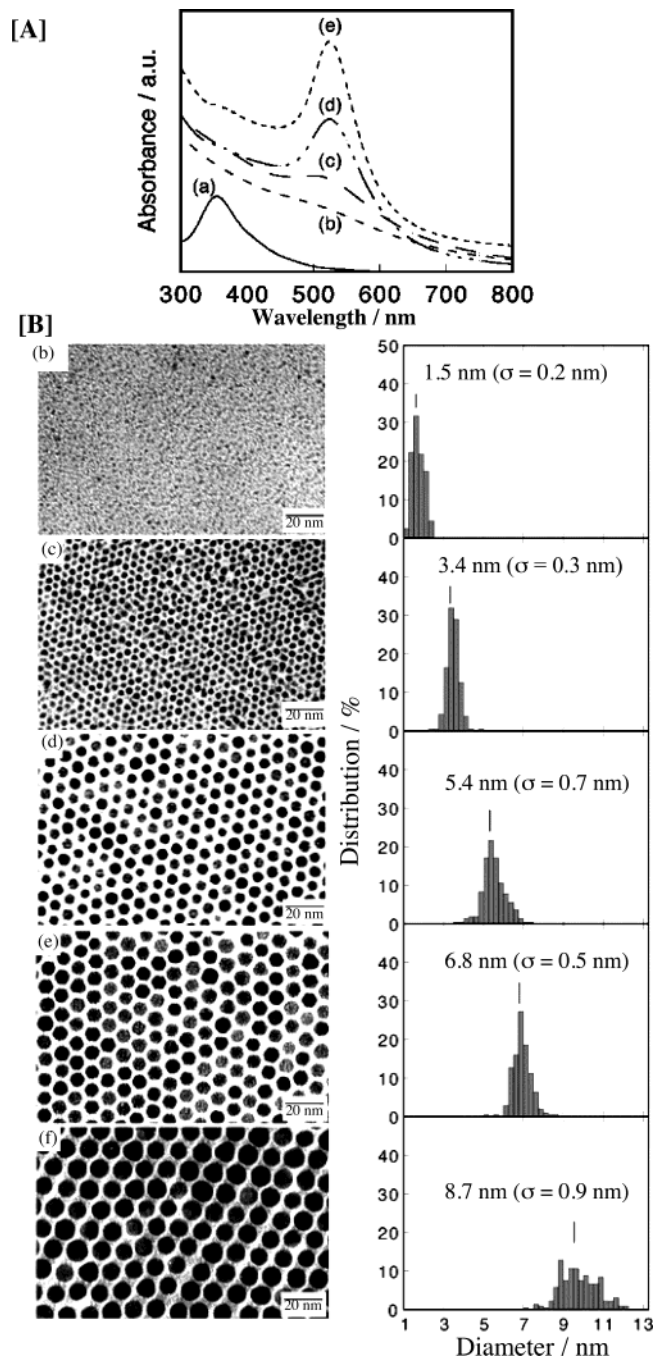 [A]
Absorbance / a.u.
(e)
(d)
(c)
(a)
(b)
300 400 500 600 700 800
Wavelength / nm
[B]
(b)
20 nm
50
40
30
20
10
0
1.5 nm (σ = 0.2 nm)
(c)
20 nm
40
30
20
10
0
3.4 nm (σ = 0.3 nm)
(d)
20 nm
40
30
20
10
0
5.4 nm (σ = 0.7 nm)
(e)
20 nm
40
30
20
10
0
6.8 nm (σ = 0.5 nm)
(f)
20 nm
40
30
20
10
0
8.7 nm (σ = 0.9 nm)
Distribution / %
1 3 5 7 9 11 13
Diameter / nm